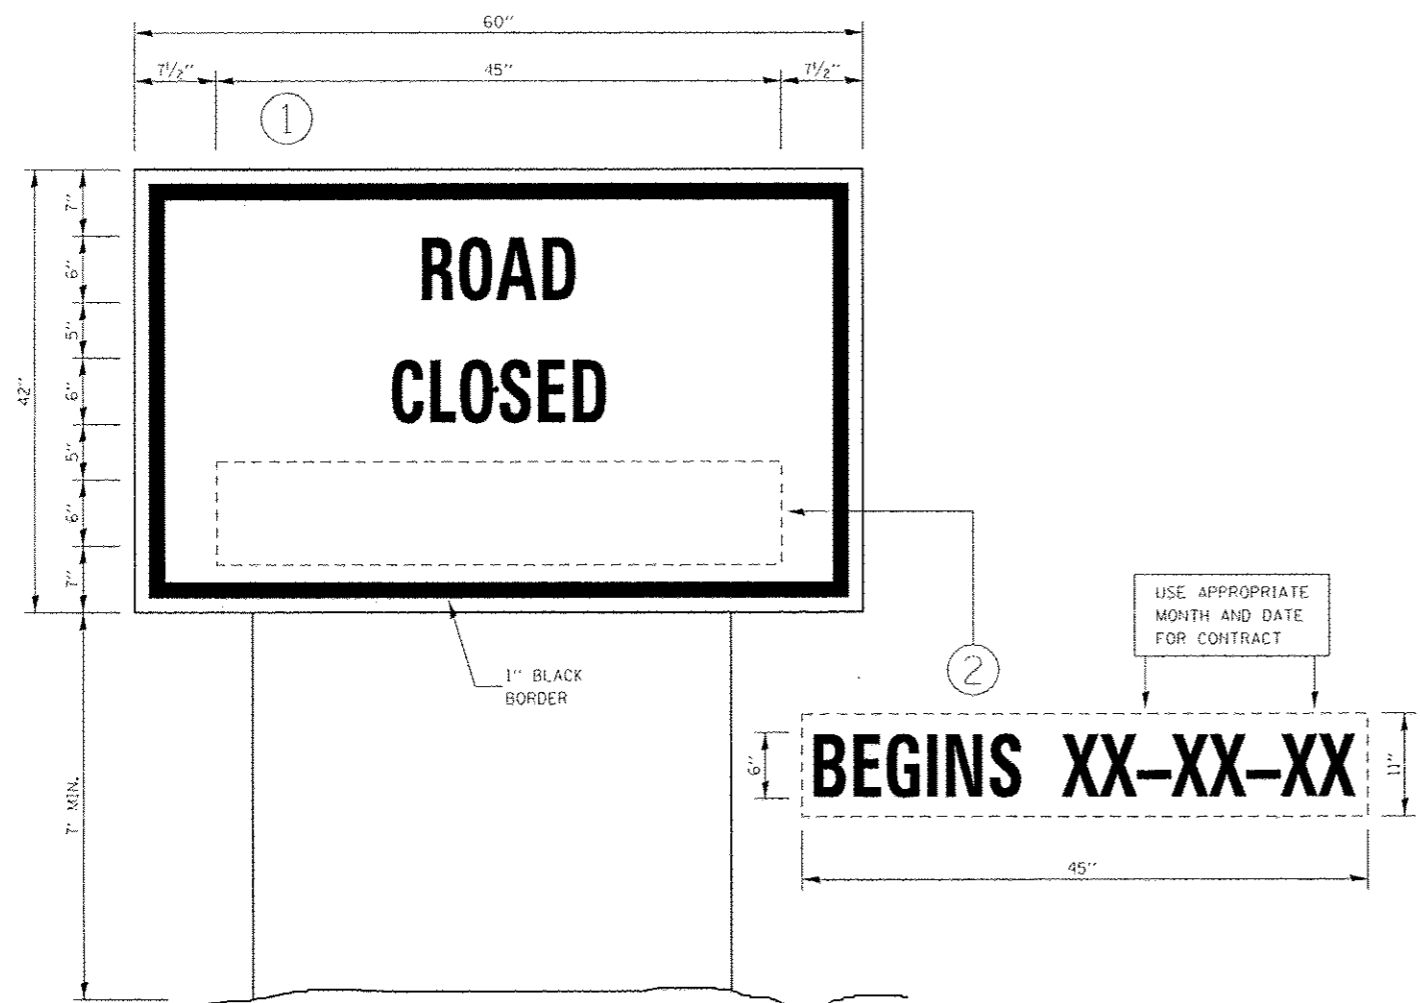 60"
7½" 45" 7½"
1
7"
6"
5"
6"
5"
6"
7"
42"
ROAD
CLOSED
1" BLACK
BORDER
7' MIN.
2
USE APPROPRIATE
MONTH AND DATE
FOR CONTRACT
6"
BEGINS XX-XX-XX
11"
45"